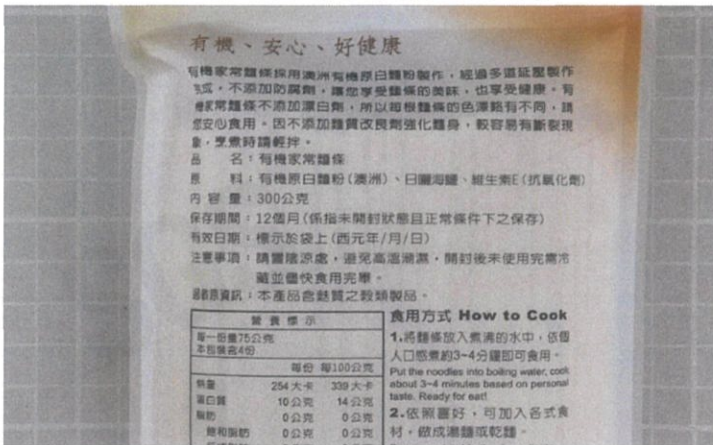 有機、安心、好健康
有機家常麵條採用澳洲有機原白麵粉製作，經過多道延壓製作
而成，不添加防腐劑，讓您享受麵條的美味，也享受健康。有
機家常麵條不添加漂白劑，所以每根麵條的色澤略有不同，請
您安心食用。因不添加麵質改良劑強化麵身，較容易有斷裂現
象，烹煮時請輕拌。
品　　名：有機家常麵條
原　　料：有機原白麵粉(澳洲)、日曬海鹽、維生素E(抗氧化劑)
內 容 量：300公克
保存期間：12個月(係指未開封狀態且正常條件下之保存)
有效日期：標示於袋上(西元年/月/日)
注意事項：請置陰涼處，避免高溫潮濕，開封後未使用完需冷
藏並儘快食用完畢。
過敏原資訊：本產品含麩質之穀類製品。
營養標示
每一份量75公克
本包裝含4份
每份 每100公克
熱量 254大卡 339大卡
蛋白質 10公克 14公克
脂肪 0公克 0公克
飽和脂肪 0公克 0公克
食用方式 How to Cook
1.將麵條放入煮沸的水中，依個
人口感煮約3~4分鐘即可食用。
Put the noodles into boiling water, cook
about 3~4 minutes based on personal
taste. Ready for eat!
2.依照喜好，可加入各式食
材，做成湯麵或乾麵。